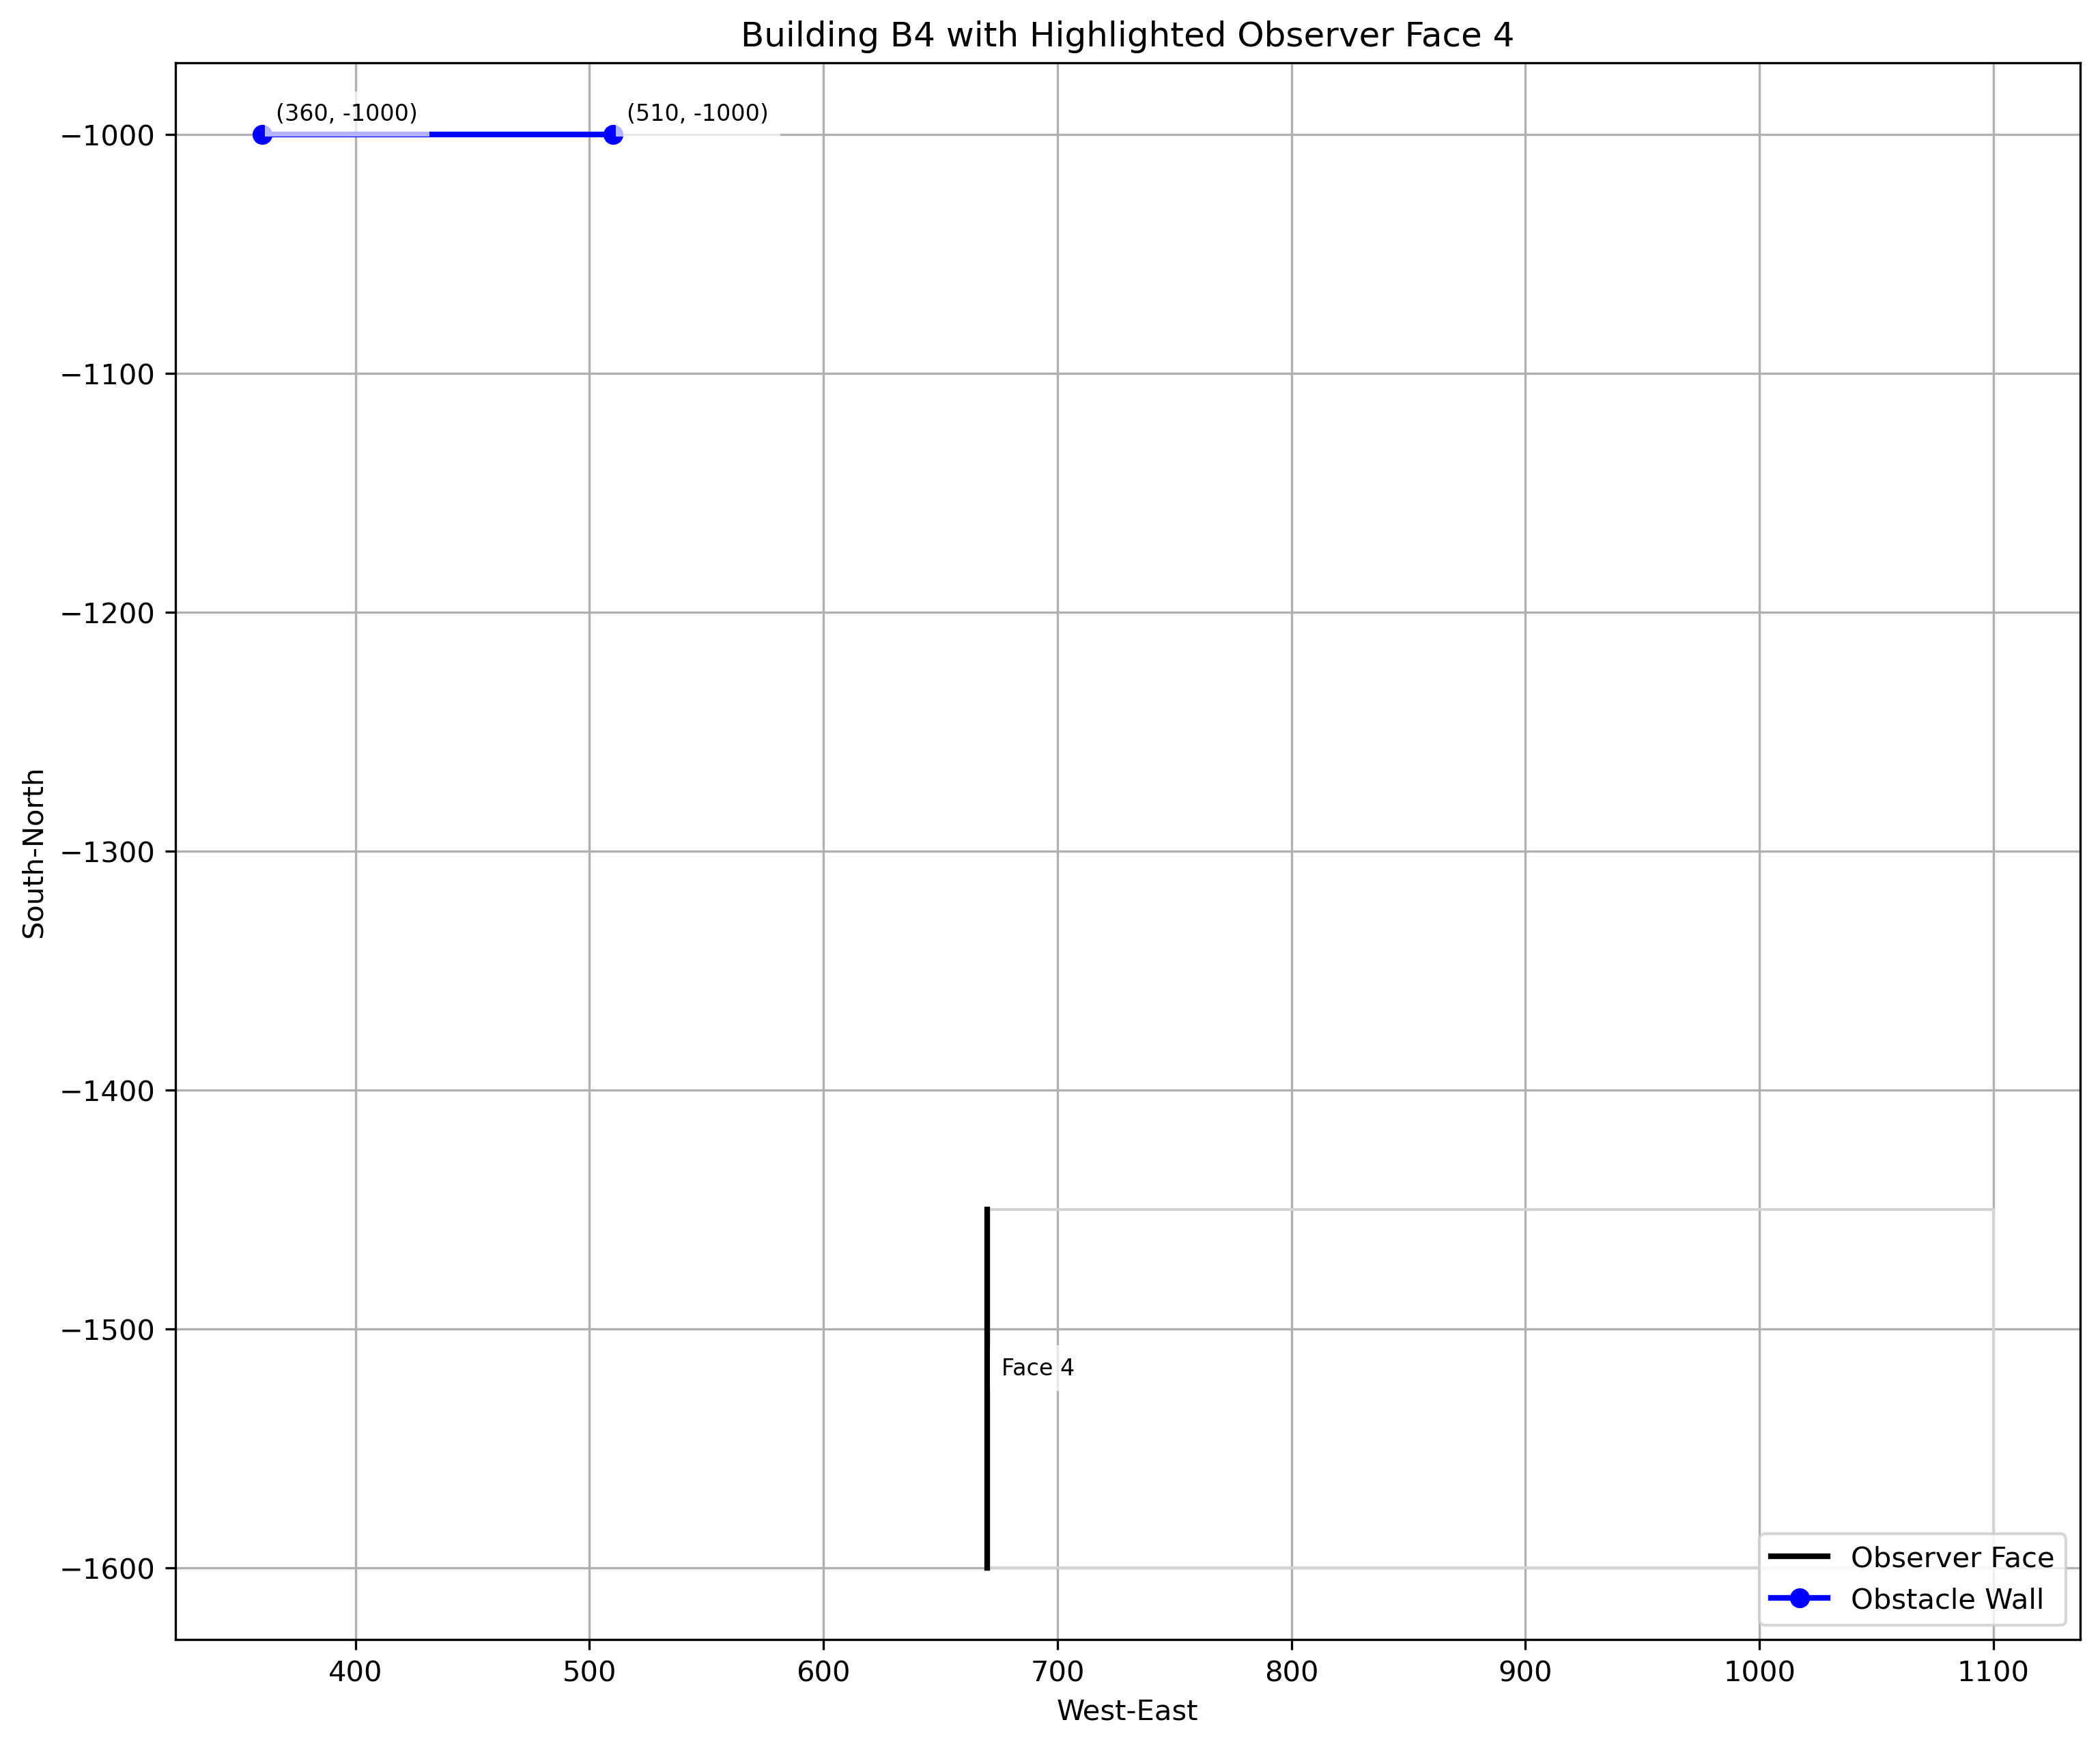 Building B4 with Highlighted Observer Face 4
(360, -1000)
(510, -1000)
−1000
−1100
−1200
−1300
−1400
−1500
−1600
South-North
Face 4
Observer Face
Obstacle Wall
400
500
600
700
800
900
1000
1100
West-East